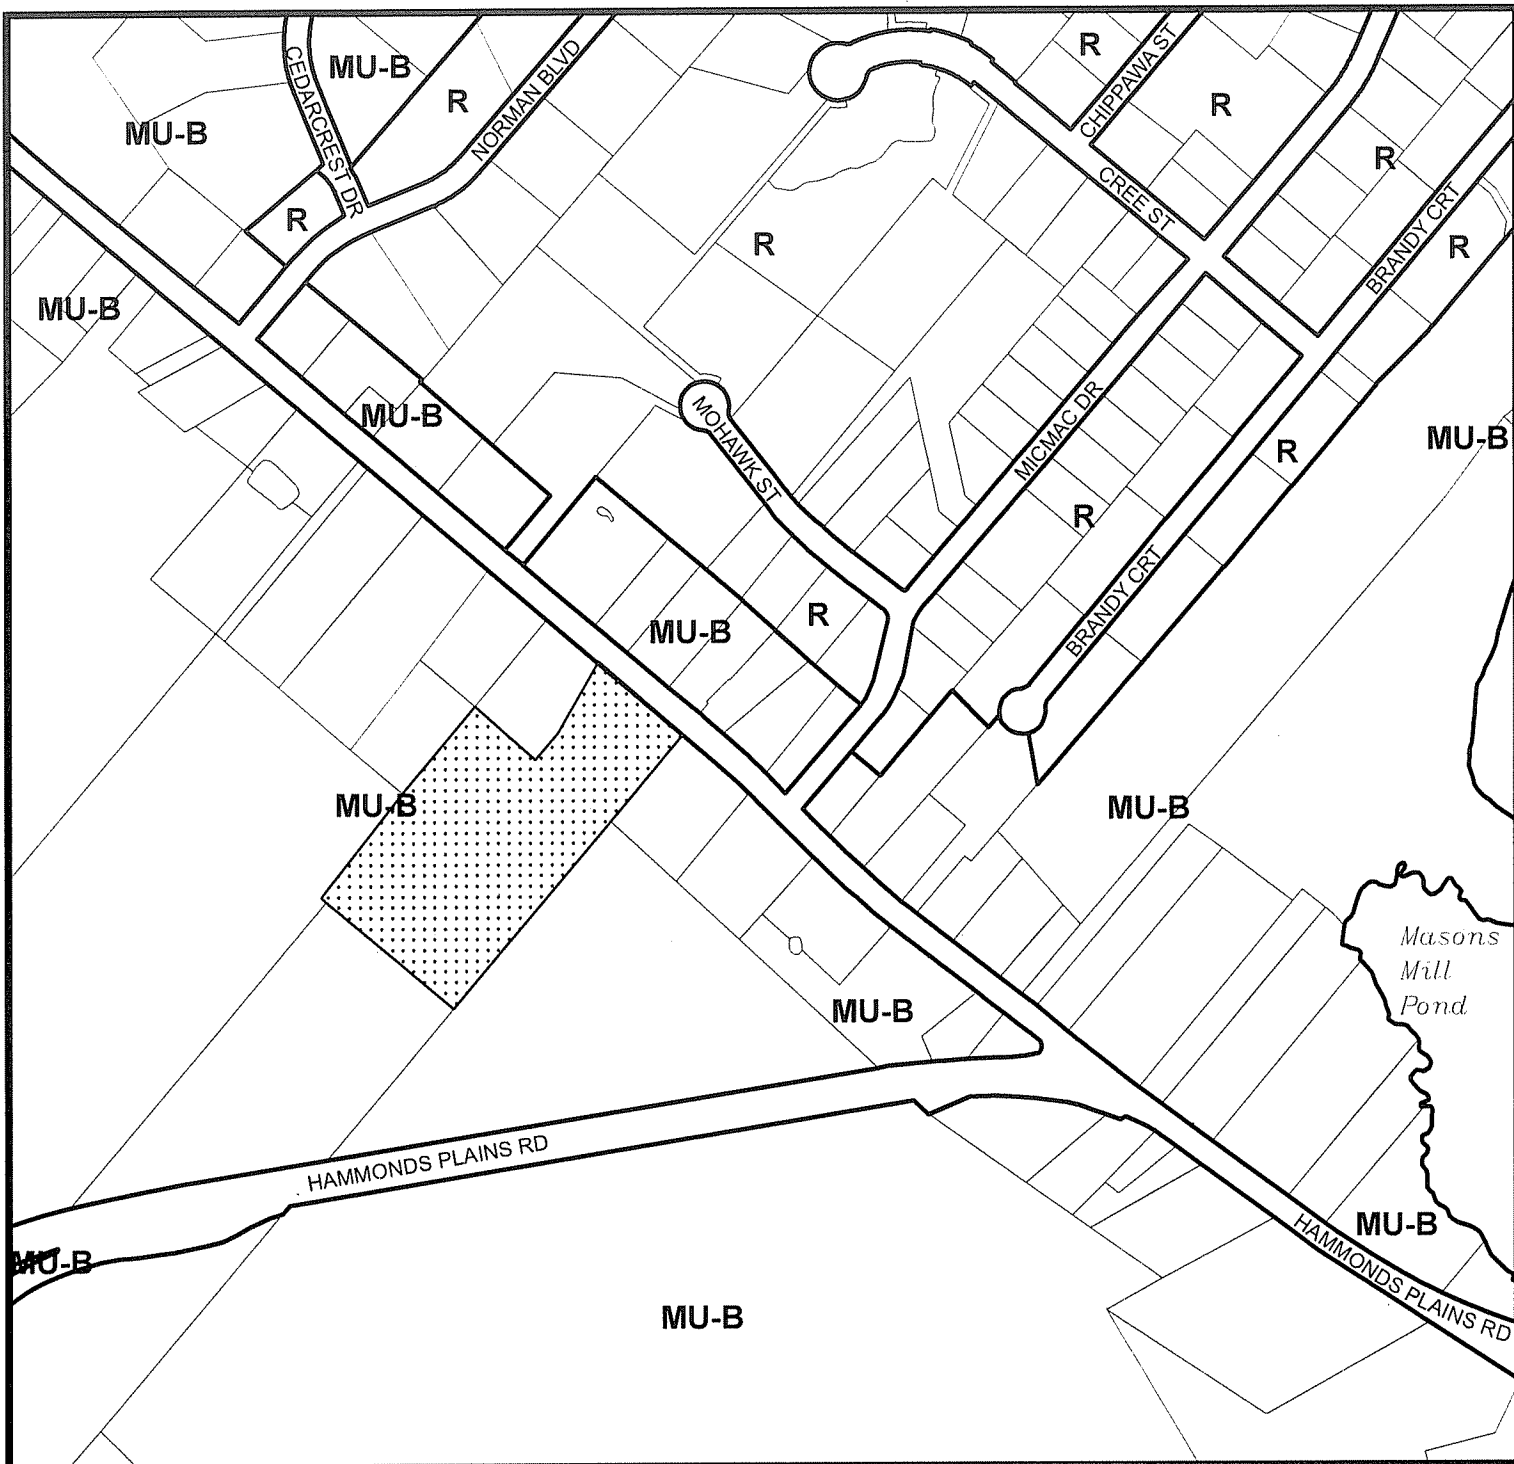 CEDARCREST DR
MU-B
R
NORMAN BLVD
MU-B
R
R
CHIPPAWA ST
R
R
CREE ST
BRANDY CRT
R
R
MU-B
MU-B
MOHAWK ST
MICMAC DR
R
R
MU-B
BRANDY CRT
R
MU-B
MU-B
MU-B
Masons
Mill
Pond
MU-B
HAMMONDS PLAINS RD
MU-B
MU-B
HAMMONDS PLAINS RD
MU-B